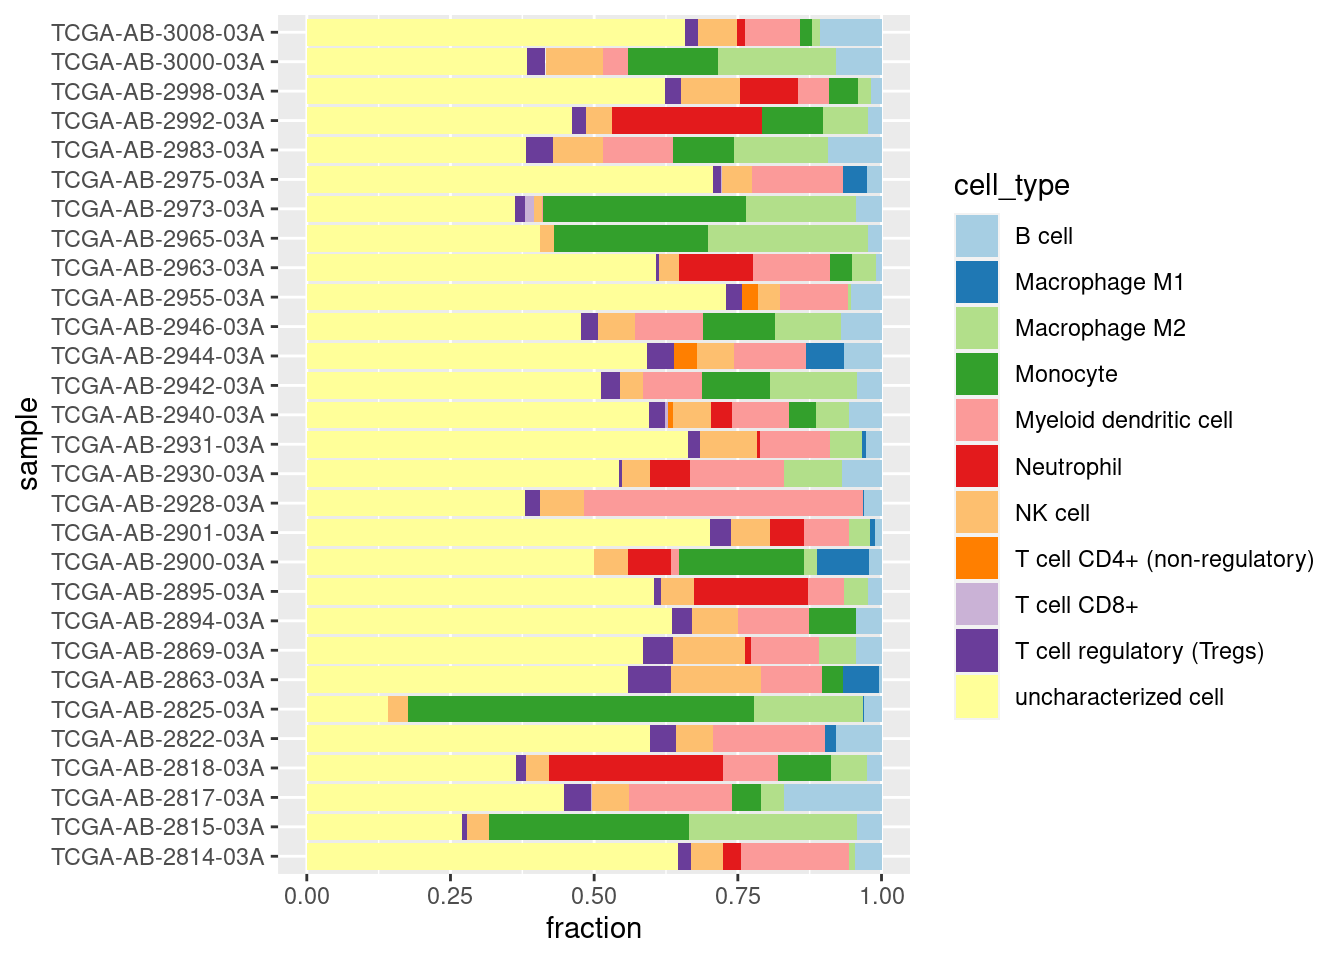 TCGA-AB-3008-03A
TCGA-AB-3000-03A
TCGA-AB-2998-03A
TCGA-AB-2992-03A
TCGA-AB-2983-03A
TCGA-AB-2975-03A
TCGA-AB-2973-03A
TCGA-AB-2965-03A
TCGA-AB-2963-03A
TCGA-AB-2955-03A
TCGA-AB-2946-03A
TCGA-AB-2944-03A
TCGA-AB-2942-03A
TCGA-AB-2940-03A
TCGA-AB-2931-03A
TCGA-AB-2930-03A
TCGA-AB-2928-03A
TCGA-AB-2901-03A
TCGA-AB-2900-03A
TCGA-AB-2895-03A
TCGA-AB-2894-03A
TCGA-AB-2869-03A
TCGA-AB-2863-03A
TCGA-AB-2825-03A
TCGA-AB-2822-03A
TCGA-AB-2818-03A
TCGA-AB-2817-03A
TCGA-AB-2815-03A
TCGA-AB-2814-03A
sample
0.00 0.25 0.50 0.75 1.00
fraction
cell_type
B cell
Macrophage M1
Macrophage M2
Monocyte
Myeloid dendritic cell
Neutrophil
NK cell
T cell CD4+ (non-regulatory)
T cell CD8+
T cell regulatory (Tregs)
uncharacterized cell